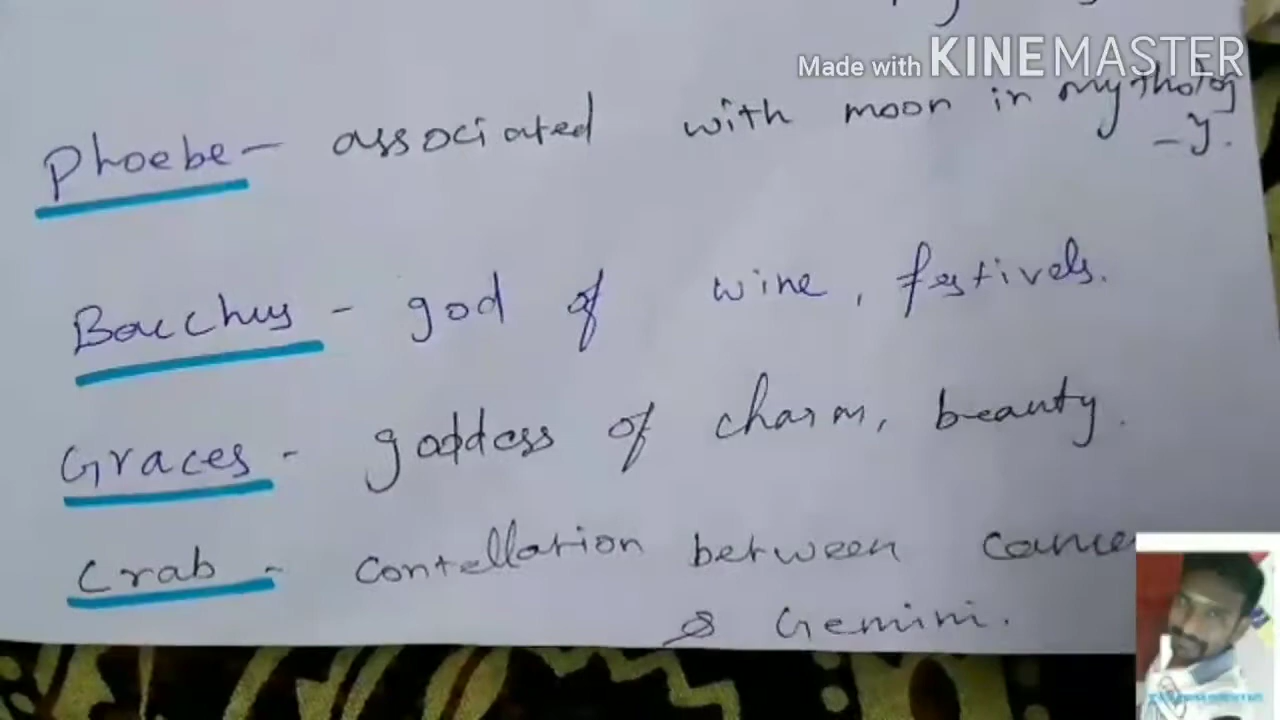 Made with KINEMASTER
Phoebe - associated with moon in mytholog
-y.
Bacchus - god of wine, festivels.
Graces - goddess of charm, beauty.
Crab - contellation between
& Gemini.